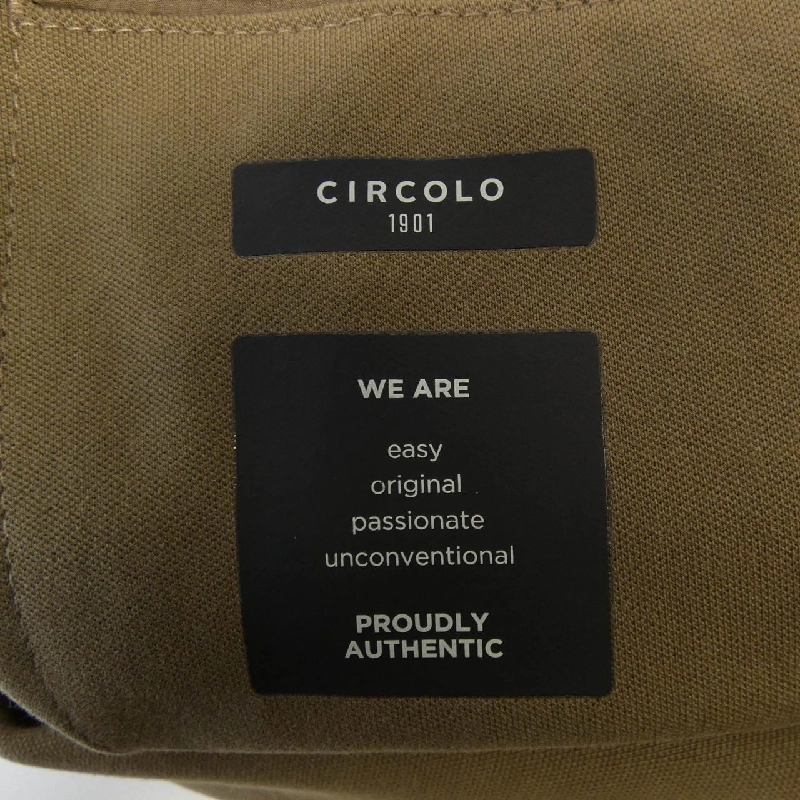 CIRCOLO
1901
WE ARE
easy
original
passionate
unconventional
PROUDLY
AUTHENTIC